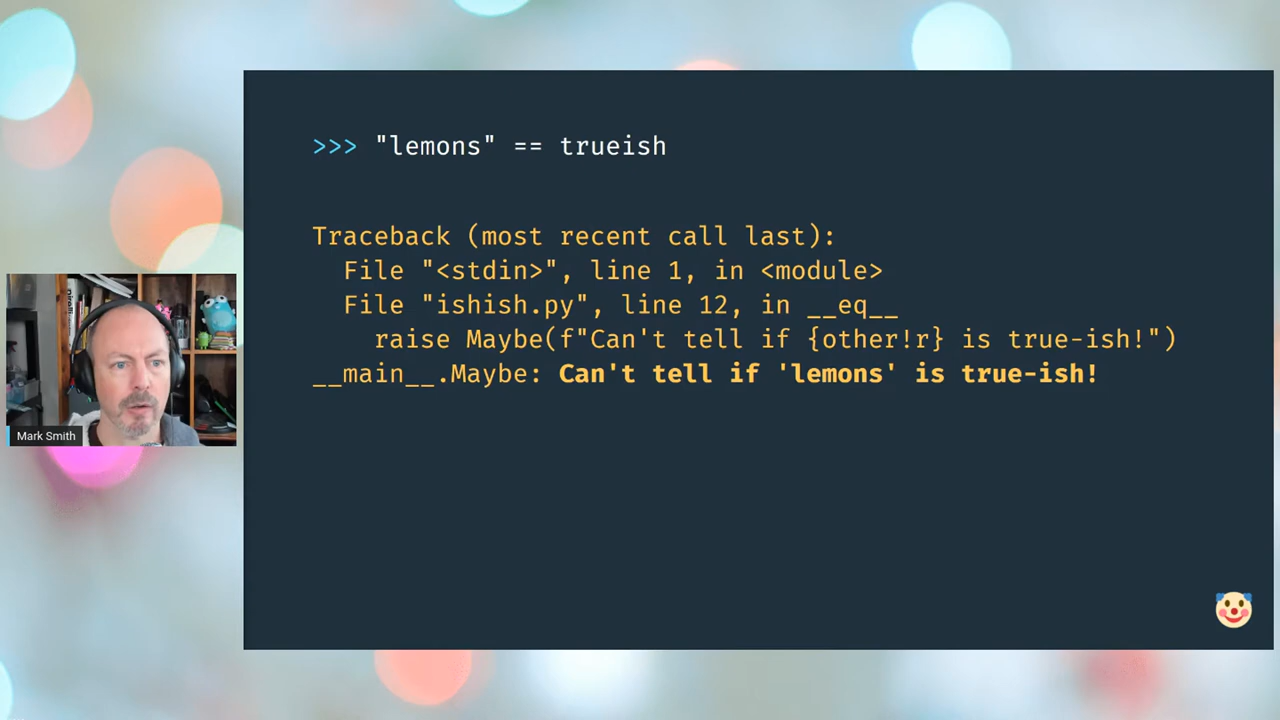 >>> "lemons" == trueish
Traceback (most recent call last):
  File "<stdin>", line 1, in <module>
  File "ishish.py", line 12, in __eq__
    raise Maybe(f"Can't tell if {other!r} is true-ish!")
__main__.Maybe: Can't tell if 'lemons' is true-ish!
Mark Smith